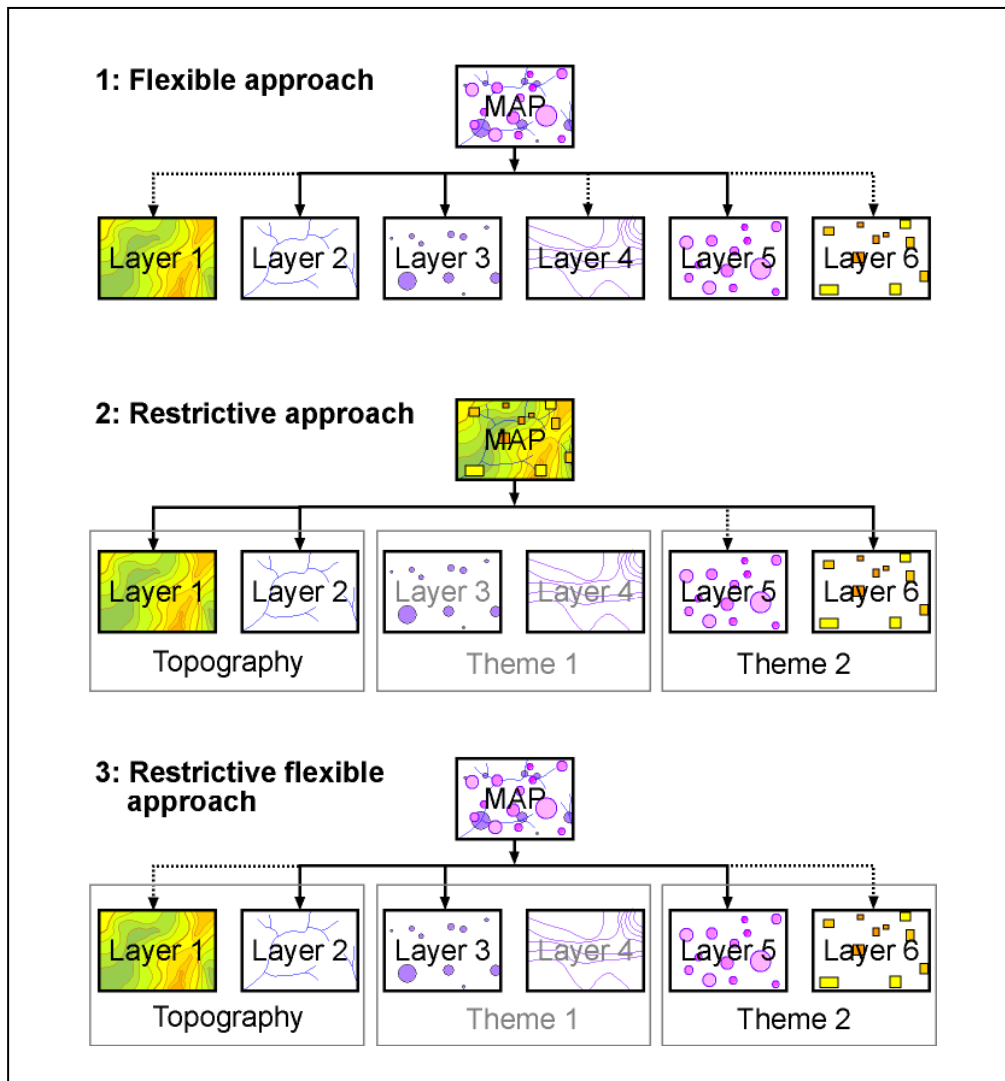 1: Flexible approach
MAP
Layer 1 Layer 2 Layer 3 Layer 4 Layer 5 Layer 6
2: Restrictive approach
MAP
Layer 1 Layer 2 Layer 3 Layer 4 Layer 5 Layer 6
Topography Theme 1 Theme 2
3: Restrictive flexible
approach
MAP
Layer 1 Layer 2 Layer 3 Layer 4 Layer 5 Layer 6
Topography Theme 1 Theme 2